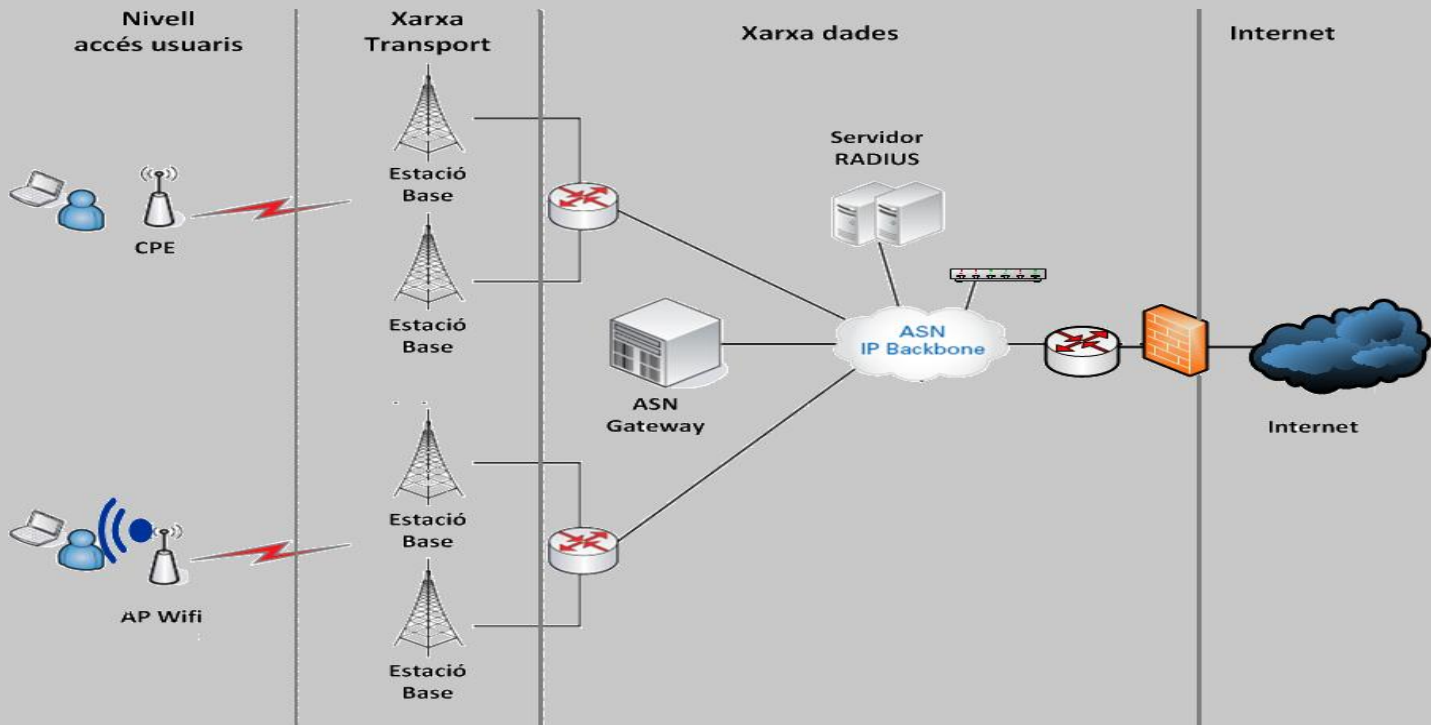 Nivell
accés usuaris
Xarxa
Transport
Xarxa dades
Internet
Estació
Base
CPE
Estació
Base
Servidor
RADIUS
ASN
IP Backbone
ASN
Gateway
Internet
Estació
Base
AP Wifi
Estació
Base